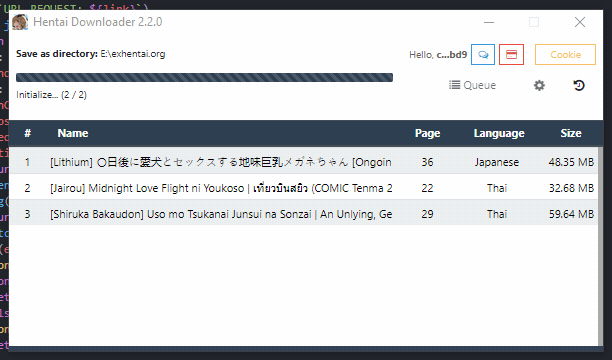 URL REQUEST: ${link}`)
Hentai Downloader 2.2.0
Save as directory: E:\exhentai.org
Hello, c...bd9
Cookie
Initialize... (2 / 2)
Queue
# Name Page Language Size
1 [Lithium] 〇日後に愛犬とセックスする地味巨乳メガネちゃん [Ongoin 36 Japanese 48.35 MB
2 [Jairou] Midnight Love Flight ni Youkoso | เที่ยวบินสยิว (COMIC Tenma 2 22 Thai 32.68 MB
3 [Shiruka Bakaudon] Uso mo Tsukanai Junsui na Sonzai | An Unlying, Ge 29 Thai 59.64 MB